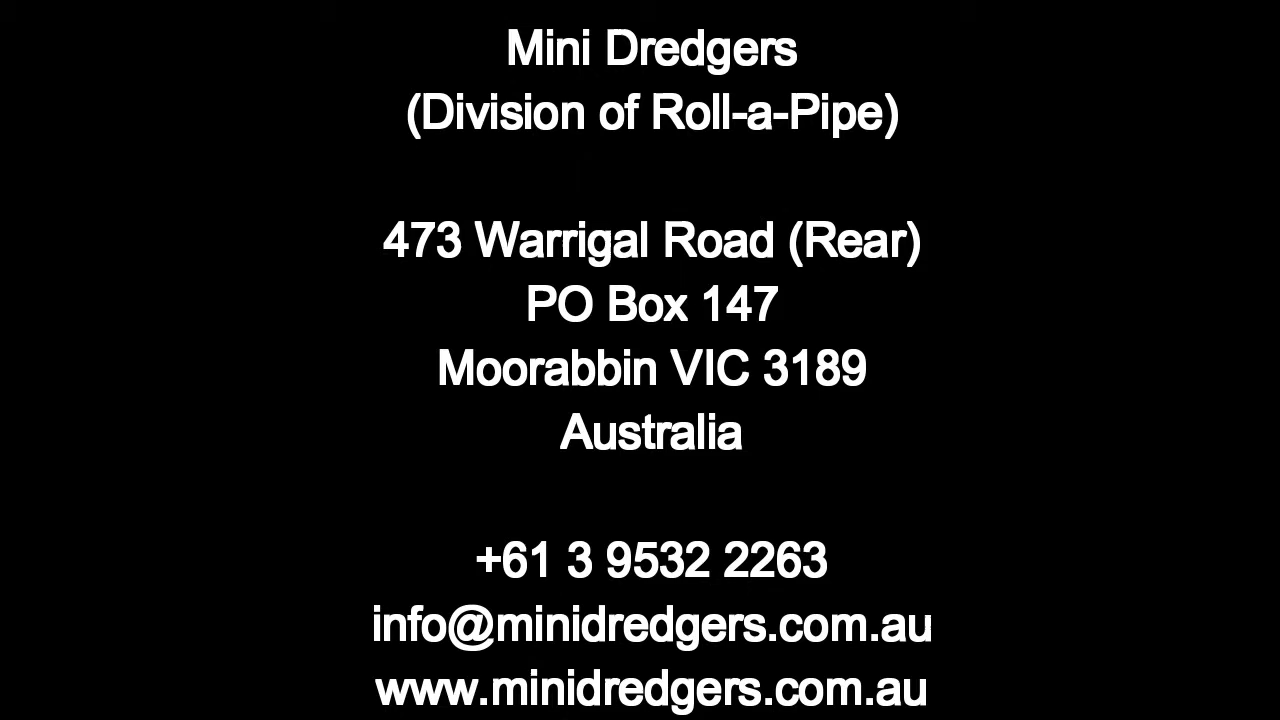 Mini Dredgers
(Division of Roll-a-Pipe)
473 Warrigal Road (Rear)
PO Box 147
Moorabbin VIC 3189
Australia
+61 3 9532 2263
info@minidredgers.com.au
www.minidredgers.com.au